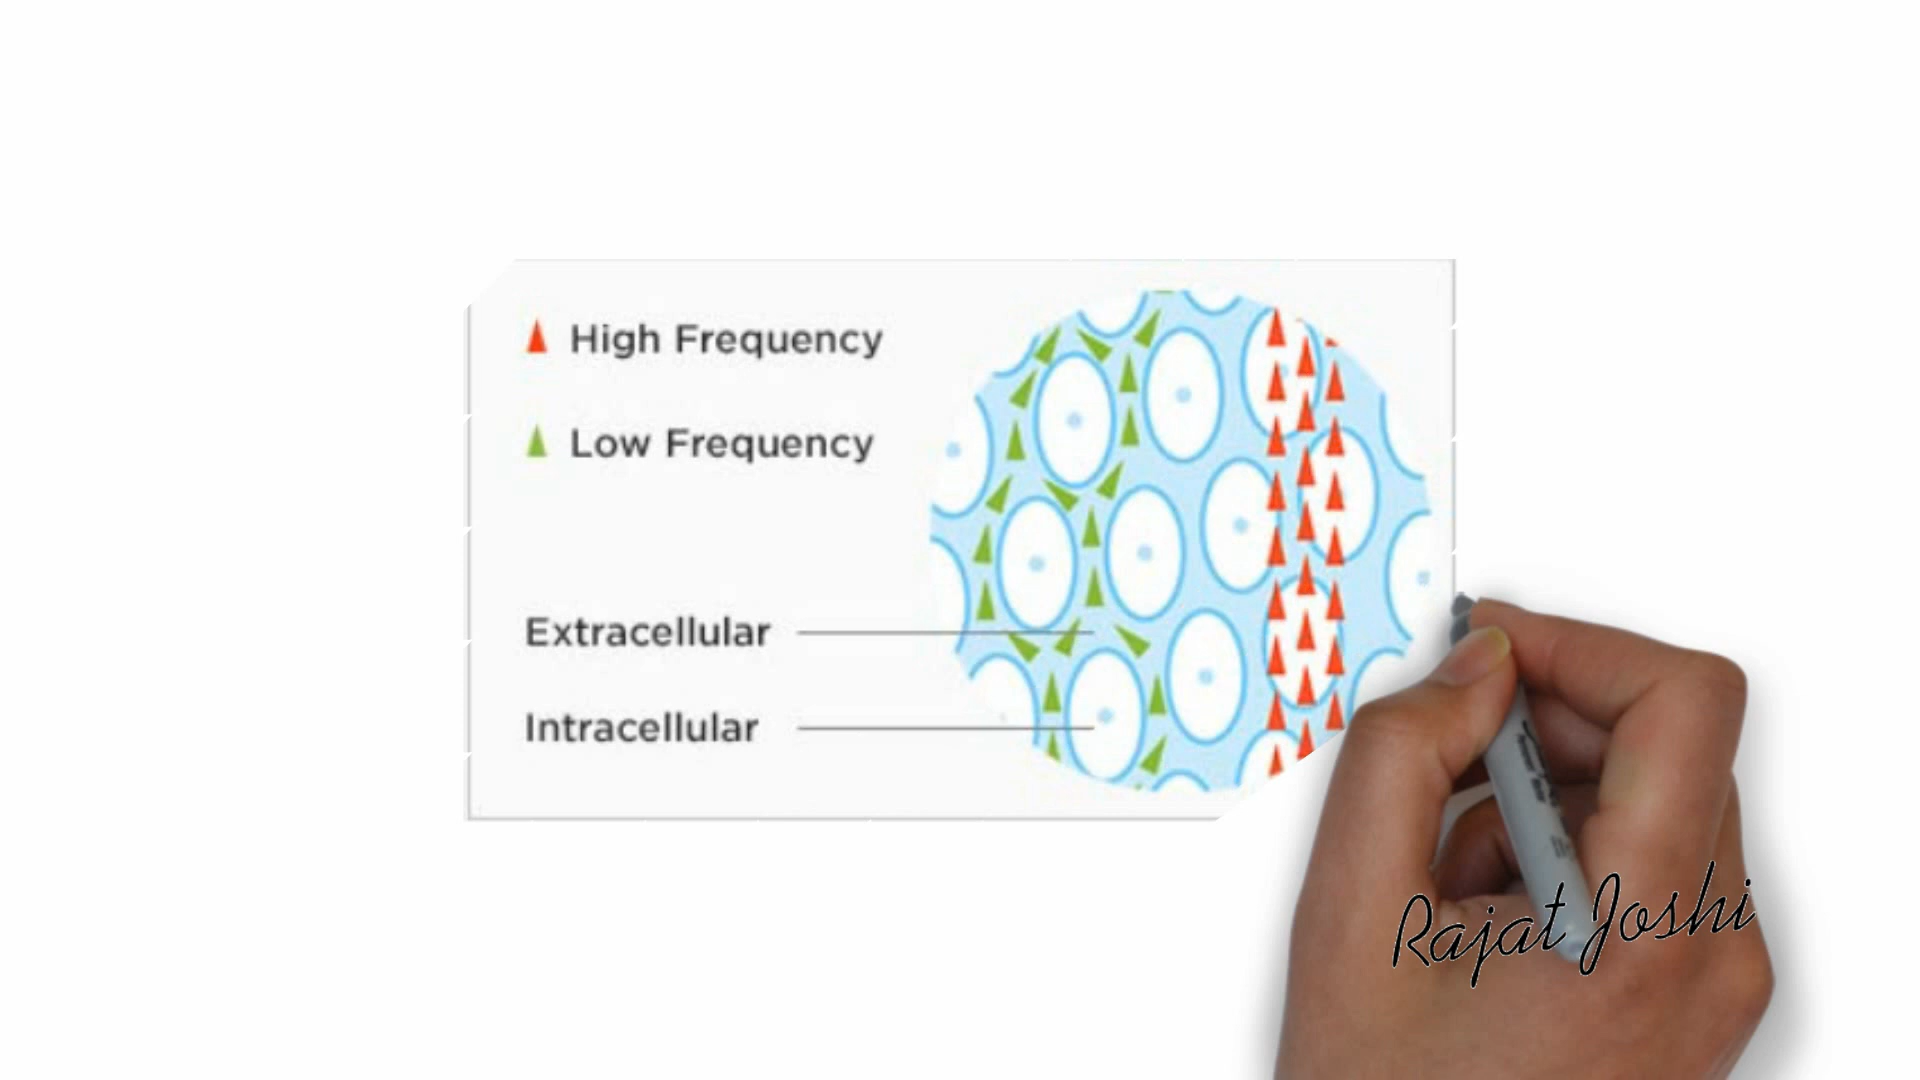 High Frequency
Low Frequency
Extracellular
Intracellular
Rajat Joshi